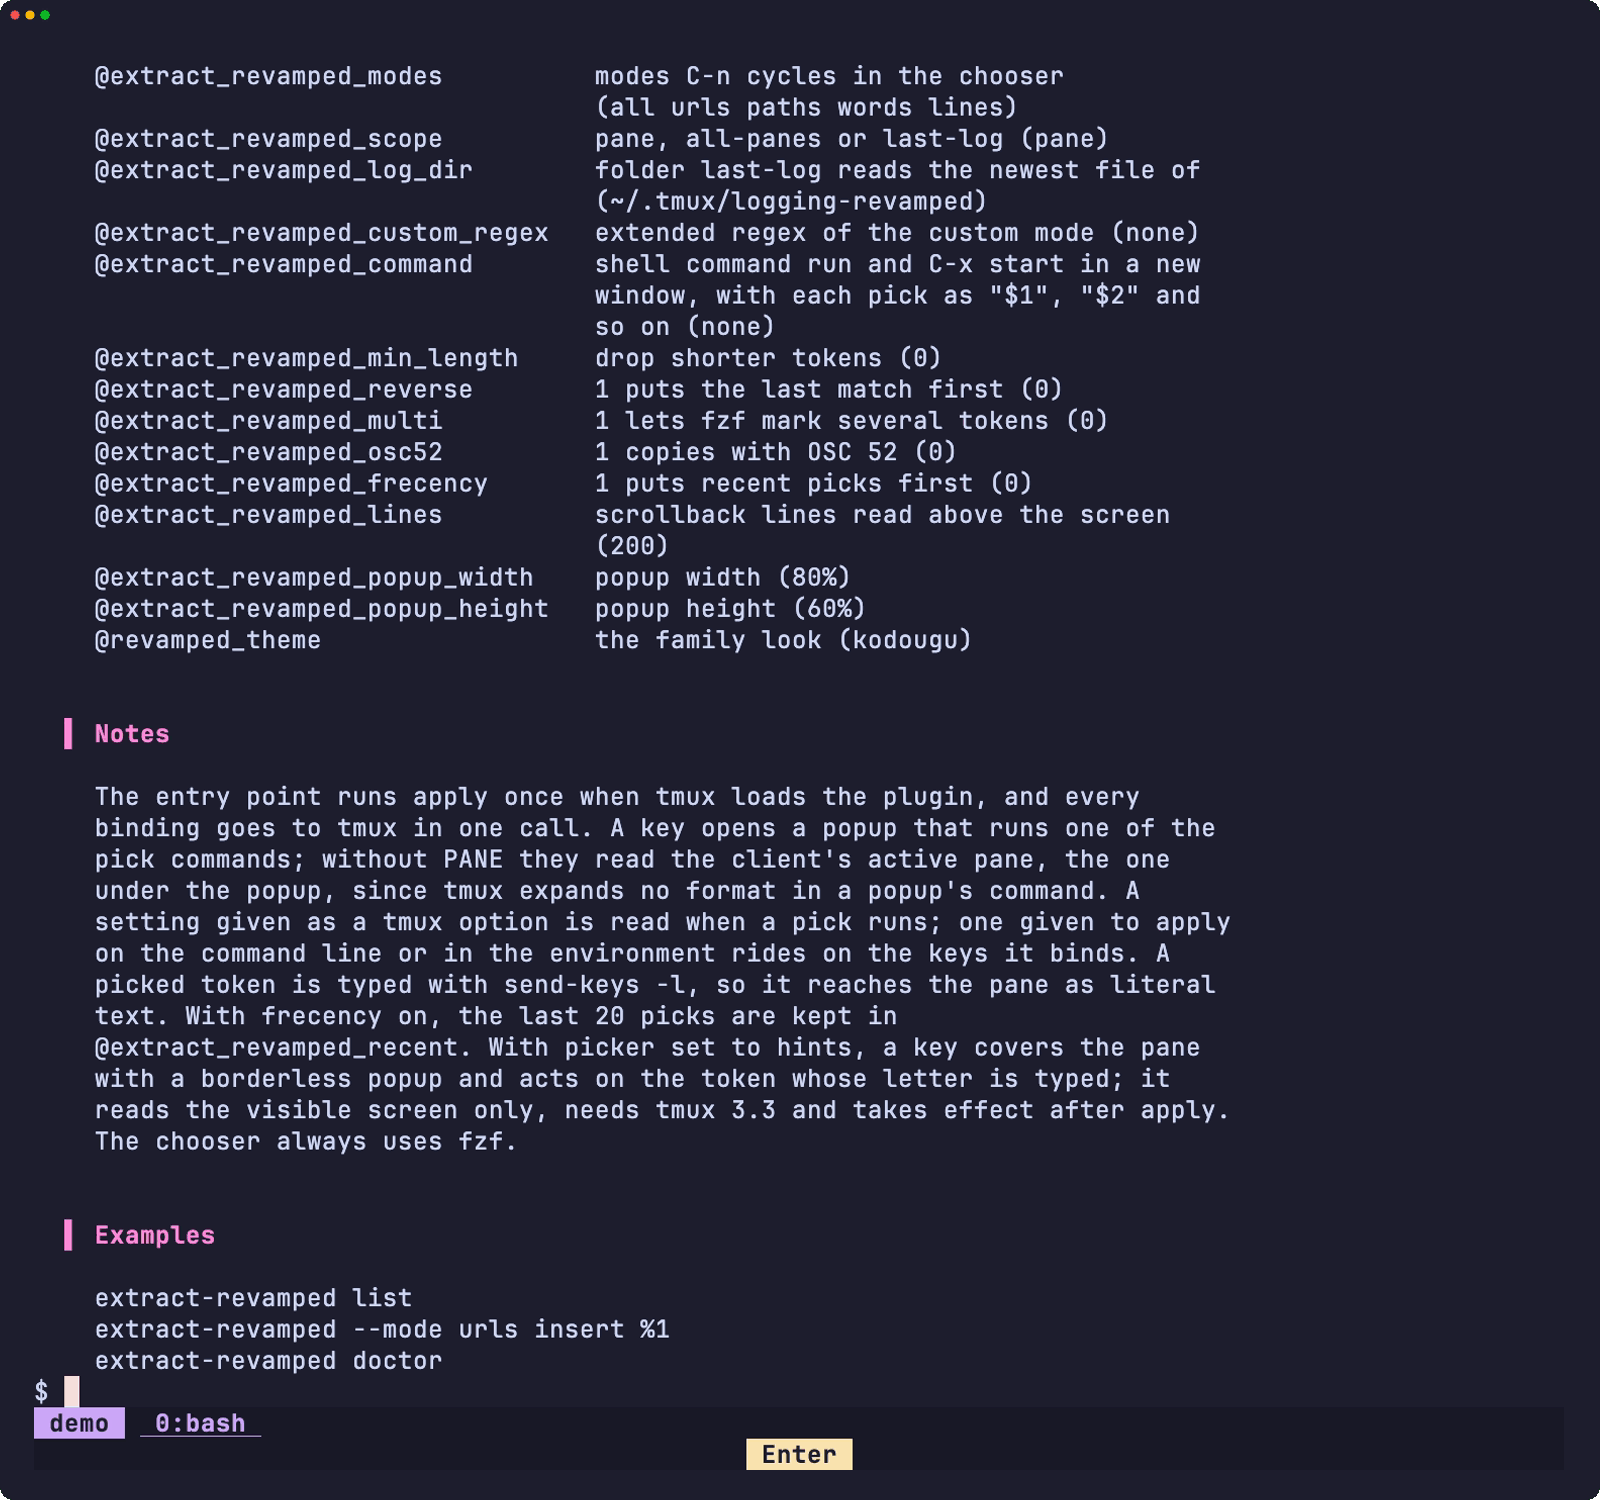 @extract_revamped_modes          modes C-n cycles in the chooser
                                 (all urls paths words lines)
@extract_revamped_scope          pane, all-panes or last-log (pane)
@extract_revamped_log_dir        folder last-log reads the newest file of
                                 (~/.tmux/logging-revamped)
@extract_revamped_custom_regex   extended regex of the custom mode (none)
@extract_revamped_command        shell command run and C-x start in a new
                                 window, with each pick as "$1", "$2" and
                                 so on (none)
@extract_revamped_min_length     drop shorter tokens (0)
@extract_revamped_reverse        1 puts the last match first (0)
@extract_revamped_multi          1 lets fzf mark several tokens (0)
@extract_revamped_osc52          1 copies with OSC 52 (0)
@extract_revamped_frecency       1 puts recent picks first (0)
@extract_revamped_lines          scrollback lines read above the screen
                                 (200)
@extract_revamped_popup_width    popup width (80%)
@extract_revamped_popup_height   popup height (60%)
@revamped_theme                  the family look (kodougu)
Notes
The entry point runs apply once when tmux loads the plugin, and every
binding goes to tmux in one call. A key opens a popup that runs one of the
pick commands; without PANE they read the client's active pane, the one
under the popup, since tmux expands no format in a popup's command. A
setting given as a tmux option is read when a pick runs; one given to apply
on the command line or in the environment rides on the keys it binds. A
picked token is typed with send-keys -l, so it reaches the pane as literal
text. With frecency on, the last 20 picks are kept in
@extract_revamped_recent. With picker set to hints, a key covers the pane
with a borderless popup and acts on the token whose letter is typed; it
reads the visible screen only, needs tmux 3.3 and takes effect after apply.
The chooser always uses fzf.
Examples
extract-revamped list
extract-revamped --mode urls insert %1
extract-revamped doctor
$
demo 0:bash
Enter